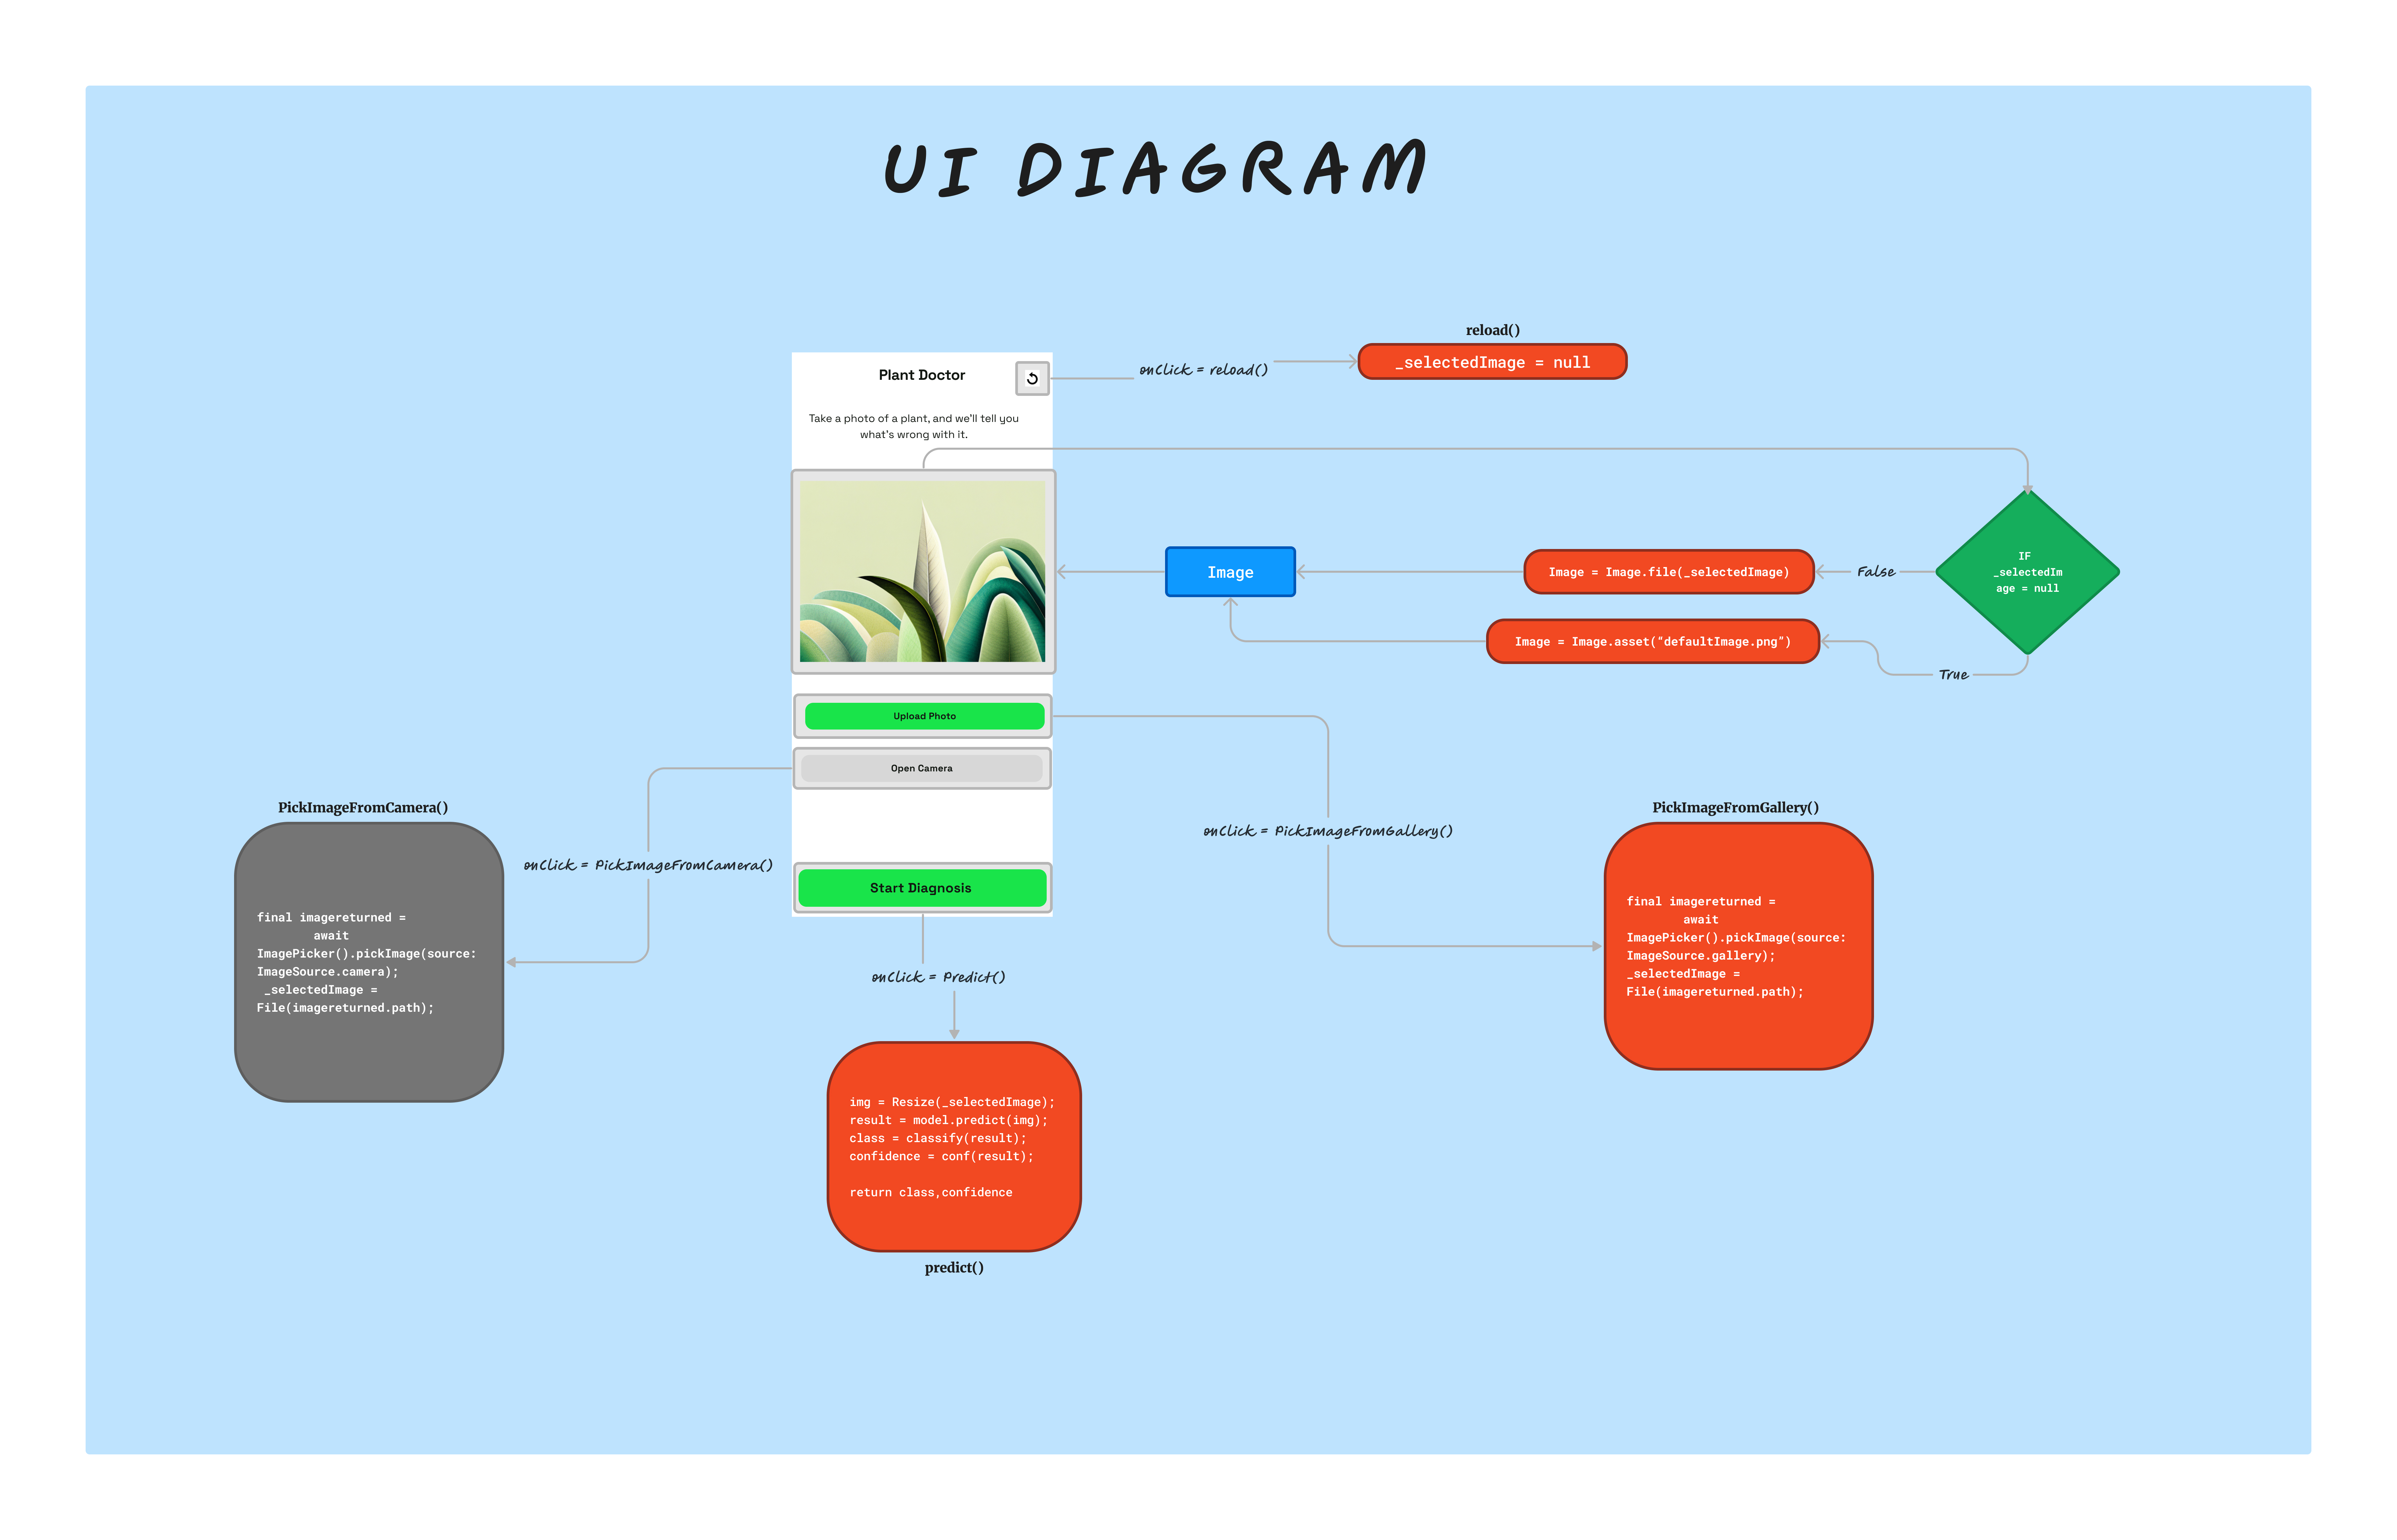 UI DIAGRAM
reload()
_selectedImage = null
onClick = reload()
Plant Doctor
Take a photo of a plant, and we'll tell you
what's wrong with it.
Image
Image = Image.file(_selectedImage)
False
IF
_selectedIm
age = null
Image = Image.asset(“defaultImage.png”)
True
Upload Photo
Open Camera
Start Diagnosis
PickImageFromCamera()
onClick = PickImageFromCamera()
final imagereturned =
await
ImagePicker().pickImage(source:
ImageSource.camera);
_selectedImage =
File(imagereturned.path);
onClick = PickImageFromGallery()
PickImageFromGallery()
final imagereturned =
await
ImagePicker().pickImage(source:
ImageSource.gallery);
_selectedImage =
File(imagereturned.path);
onClick = Predict()
img = Resize(_selectedImage);
result = model.predict(img);
class = classify(result);
confidence = conf(result);
return class,confidence
predict()